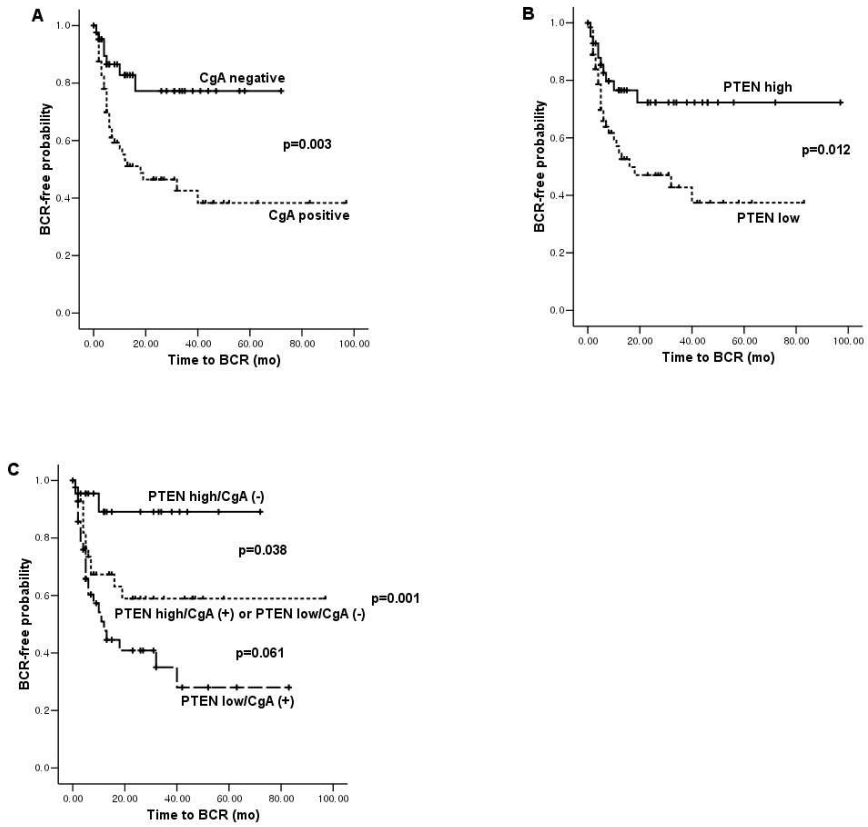 A
1.0
0.8
0.6
0.4
0.2
0.0
BCR-free probability
CgA negative
p=0.003
CgA positive
0.00 20.00 40.00 60.00 80.00 100.00
Time to BCR (mo)
B
1.0
0.8
0.6
0.4
0.2
0.0
BCR-free probability
PTEN high
p=0.012
PTEN low
0.00 20.00 40.00 60.00 80.00 100.00
Time to BCR (mo)
C
1.0
0.8
0.6
0.4
0.2
0.0
BCR-free probability
PTEN high/CgA (-)
p=0.038
PTEN high/CgA (+) or PTEN low/CgA (-)
p=0.001
p=0.061
PTEN low/CgA (+)
0.00 20.00 40.00 60.00 80.00 100.00
Time to BCR (mo)